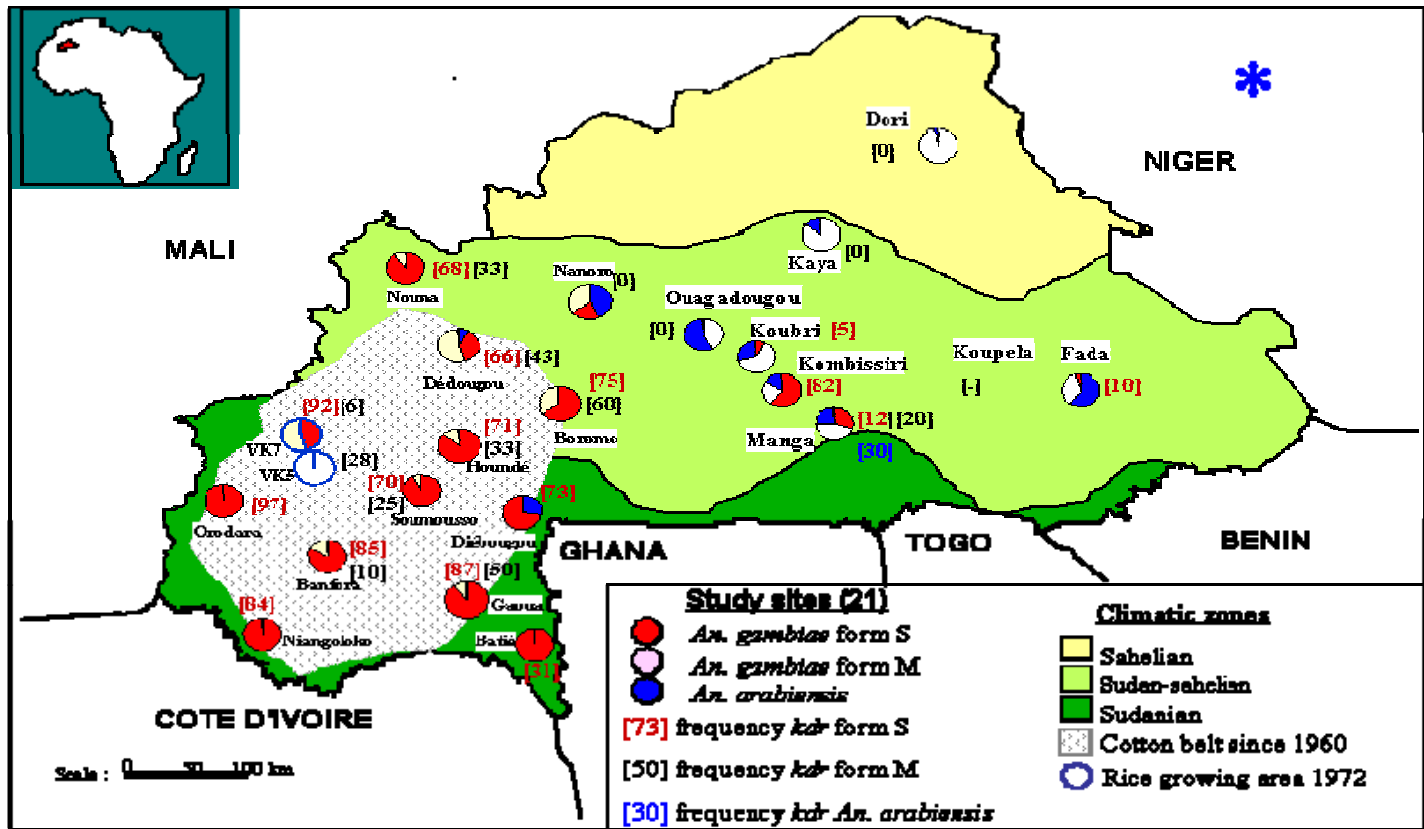 Dori
[0]
NIGER
MALI
Kaya
[0]
[68] [33]
Nouna
Nanoro
[0]
Ouagadougou
[0]
Koubri [5]
Kombissiri
[82]
Koupela
[-]
Fada
[10]
[66] [43]
Dédougou
[75]
[60]
Boromo
Manga
[12] [20]
[30]
[92] [6]
VK7
VK5
[28]
[71]
[33]
Houndé
[70]
[25]
Soumousso
[73]
Diébougou
[97]
Orodara
[85]
[10]
Banfora
[87] [50]
Gaoua
[84]
Niangoloko
Batié
[31]
GHANA
TOGO
BENIN
COTE D'IVOIRE
Scale : 0 50 100 km
Study sites (21)
An. gambias form S
An. gambias form M
An. arabiensis
[73] frequency kdr form S
[50] frequency kdr form M
[30] frequency kdr An. arabiensis
Climatic zones
Sahelian
Sudan-sahelian
Sudanian
Cotton belt since 1960
Rice growing area 1972